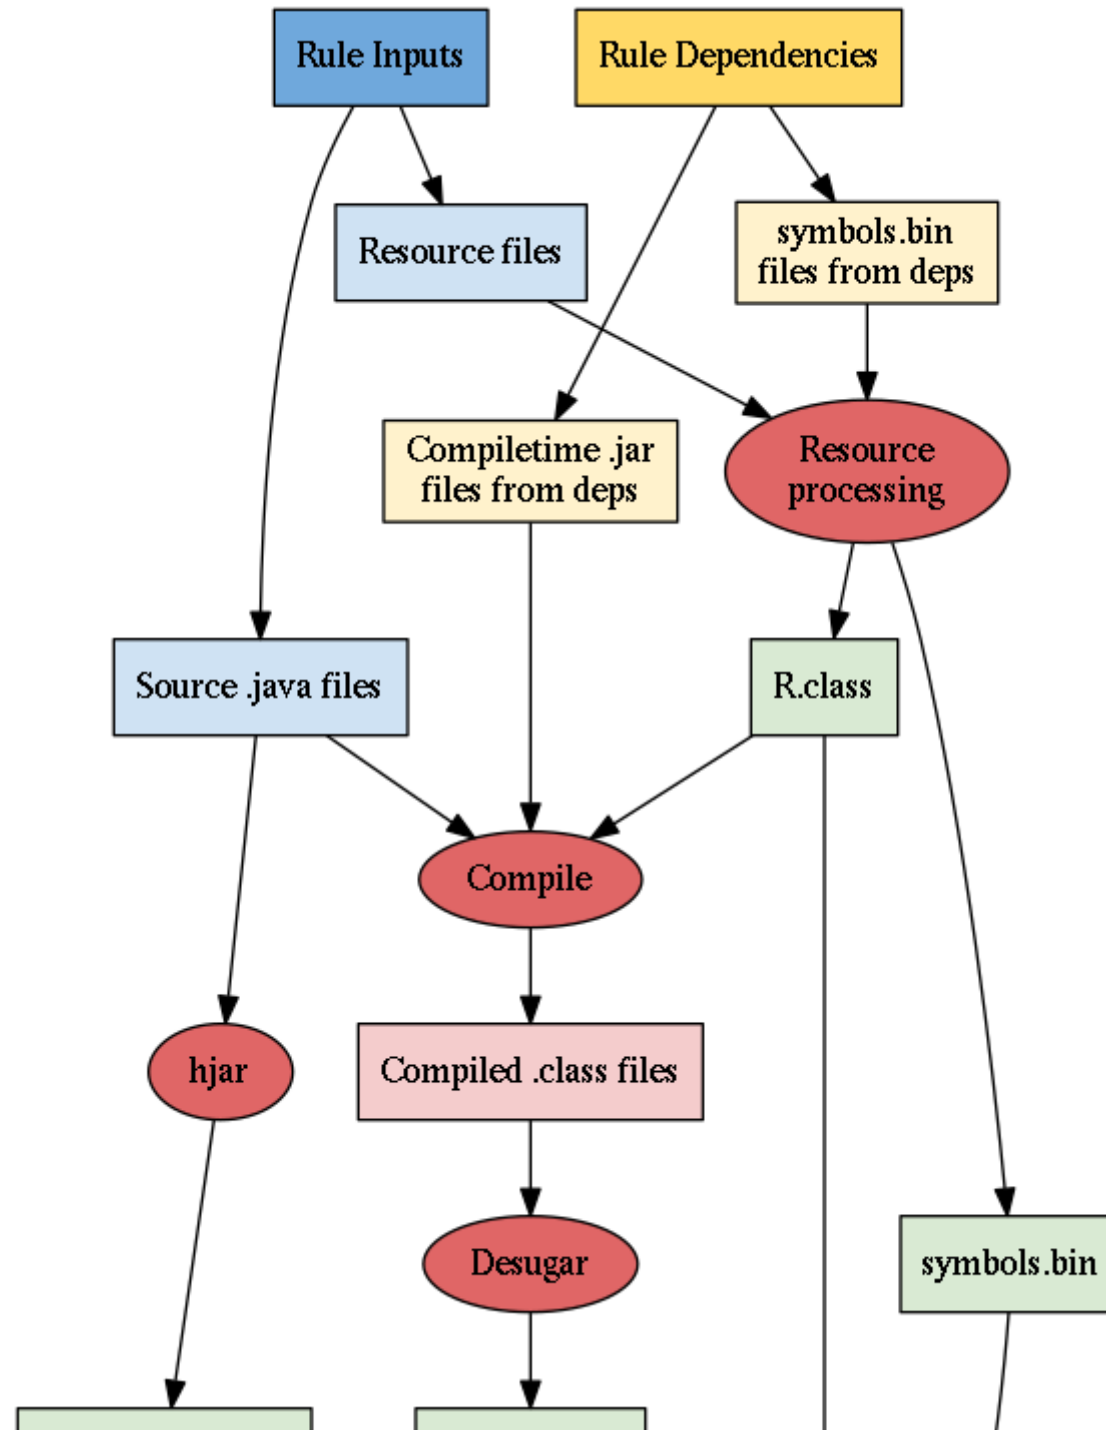 Rule Inputs
Rule Dependencies
Resource files
symbols.bin
files from deps
Compiletime .jar
files from deps
Resource
processing
Source .java files
R.class
Compile
hjar
Compiled .class files
Desugar
symbols.bin